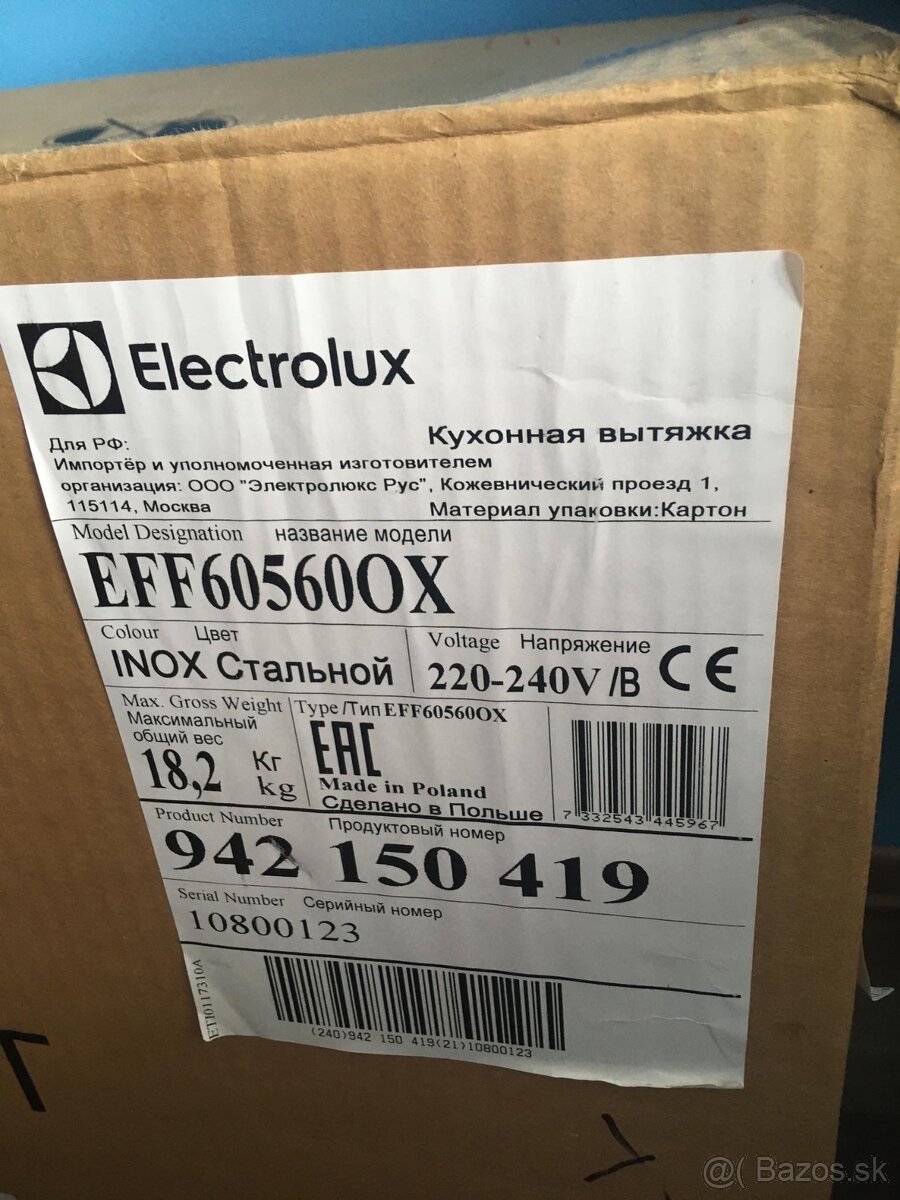 Electrolux
Для РФ:
Кухонная вытяжка
Импортёр и уполномоченная изготовителем
организация: ООО "Электролюкс Рус", Кожевнический проезд 1,
115114, Москва
Материал упаковки:Картон
Model Designation название модели
EFF60560OX
Colour Цвет
INOX Стальной
Voltage Напряжение
220-240V /В
CE
Max. Gross Weight
Максимальный
общий вес
18,2 Кг
kg
Type /Тип EFF60560OX
EAC
Made in Poland
Сделано в Польше
7 332543 445967
Product Number Продуктовый номер
942 150 419
Serial Number Серийный номер
10800123
ETI0117310A
(240)942 150 419(21)10800123
@( Bazos.sk